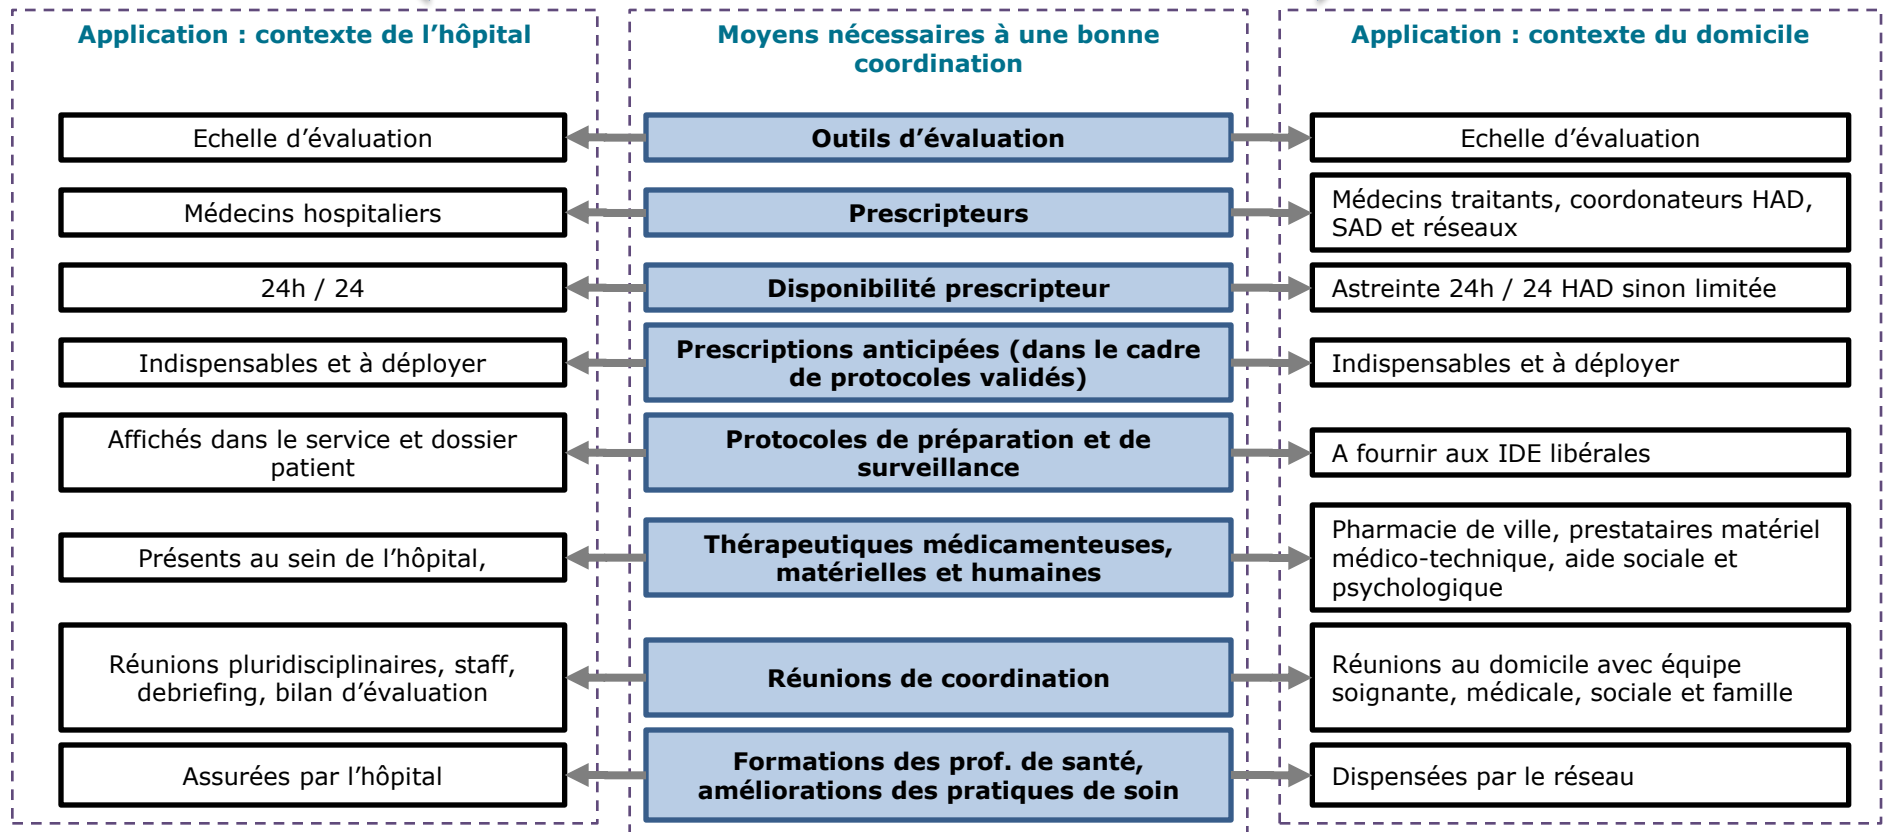 Application : contexte de l’hôpital
Moyens nécessaires à une bonne
coordination
Application : contexte du domicile
Echelle d’évaluation
Outils d’évaluation
Echelle d’évaluation
Médecins hospitaliers
Prescripteurs
Médecins traitants, coordonateurs HAD,
SAD et réseaux
24h / 24
Disponibilité prescripteur
Astreinte 24h / 24 HAD sinon limitée
Indispensables et à déployer
Prescriptions anticipées (dans le cadre
de protocoles validés)
Indispensables et à déployer
Affichés dans le service et dossier
patient
Protocoles de préparation et de
surveillance
A fournir aux IDE libérales
Présents au sein de l’hôpital,
Thérapeutiques médicamenteuses,
matérielles et humaines
Pharmacie de ville, prestataires matériel
médico-technique, aide sociale et
psychologique
Réunions pluridisciplinaires, staff,
debriefing, bilan d’évaluation
Réunions de coordination
Réunions au domicile avec équipe
soignante, médicale, sociale et famille
Assurées par l’hôpital
Formations des prof. de santé,
améliorations des pratiques de soin
Dispensées par le réseau